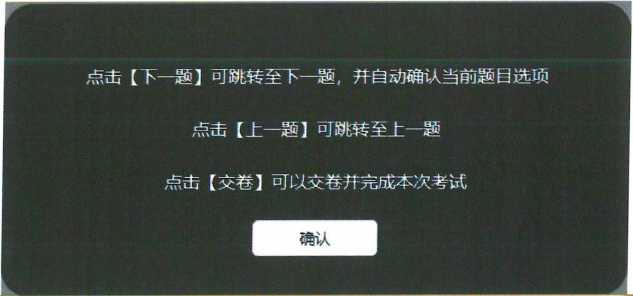 点击【下一题】可跳转至下一题，并自动确认当前题目选项
点击【上一题】可跳转至上一题
点击【交卷】可以交卷并完成本次考试
确认